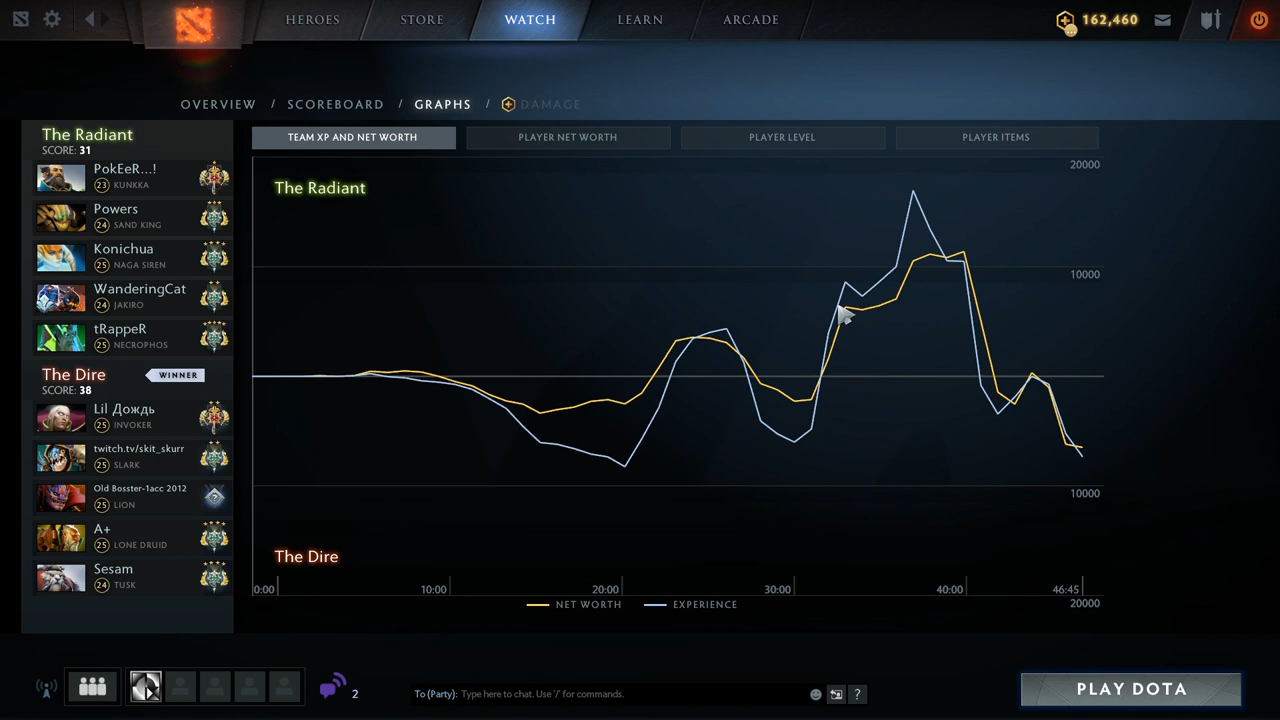 HEROES STORE WATCH LEARN ARCADE 162,460
OVERVIEW / SCOREBOARD / GRAPHS / DAMAGE
The Radiant
SCORE: 31
PokEeR...!
23 KUNKKA
Powers
24 SAND KING
Konichua
25 NAGA SIREN
WanderingCat
24 JAKIRO
tRappeR
25 NECROPHOS
The Dire WINNER
SCORE: 38
Lil Дождь
25 INVOKER
twitch.tv/skit_skurr
25 SLARK
Old Bosster-1acc 2012
25 LION
A+
25 LONE DRUID
Sesam
24 TUSK
TEAM XP AND NET WORTH PLAYER NET WORTH PLAYER LEVEL PLAYER ITEMS
20000
The Radiant
10000
10000
The Dire
0:00 10:00 20:00 30:00 40:00 46:45
20000
NET WORTH EXPERIENCE
2
To (Party): Type here to chat. Use '/' for commands.
?
PLAY DOTA